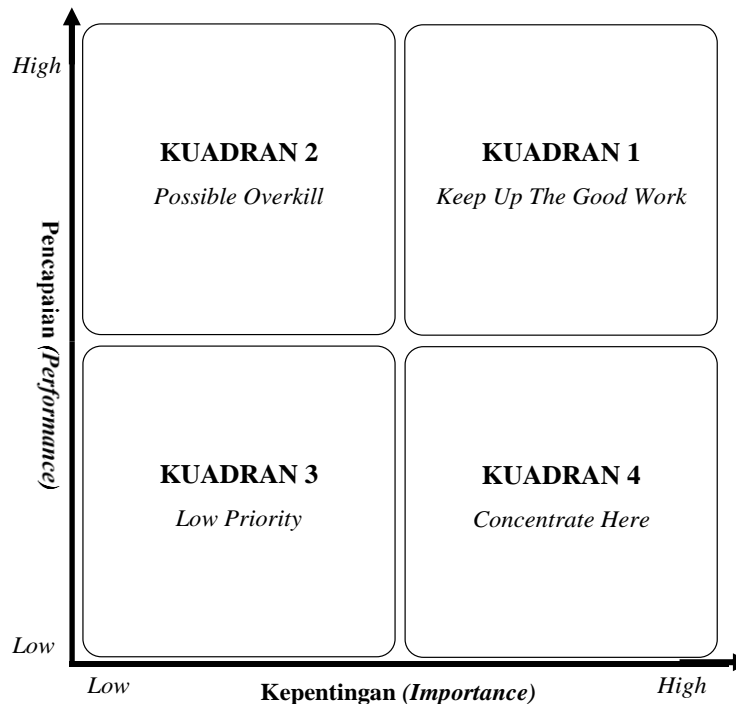 High
KUADRAN 2
Possible Overkill
KUADRAN 1
Keep Up The Good Work
Pencapaian (Performance)
KUADRAN 3
Low Priority
KUADRAN 4
Concentrate Here
Low
Low
Kepentingan (Importance)
High